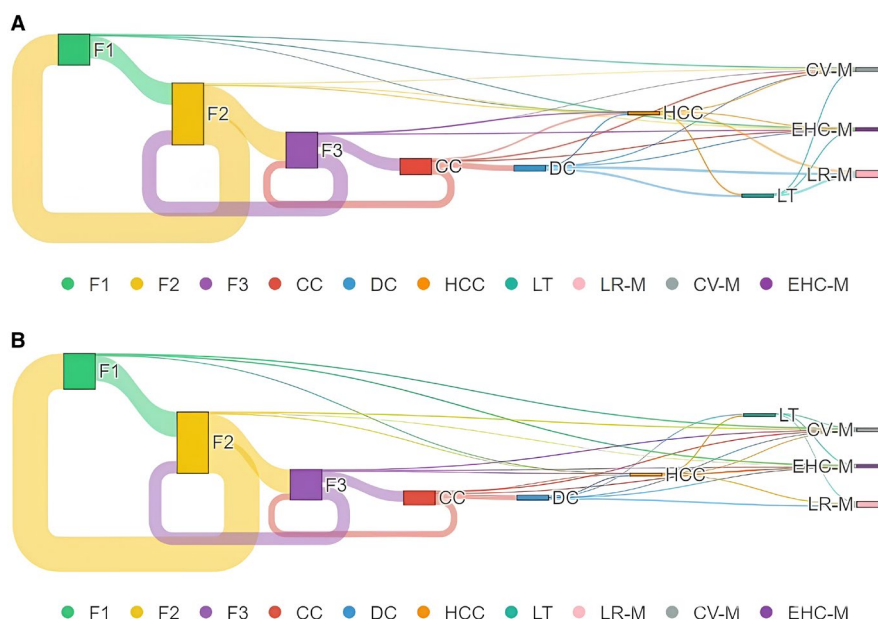 A
F1
F2
F3
CC
DC
HCC
LT
CV-M
EHC-M
LR-M
F1 F2 F3 CC DC HCC LT LR-M CV-M EHC-M
B
F1
F2
F3
CC
DC
HCC
LT
CV-M
EHC-M
LR-M
F1 F2 F3 CC DC HCC LT LR-M CV-M EHC-M